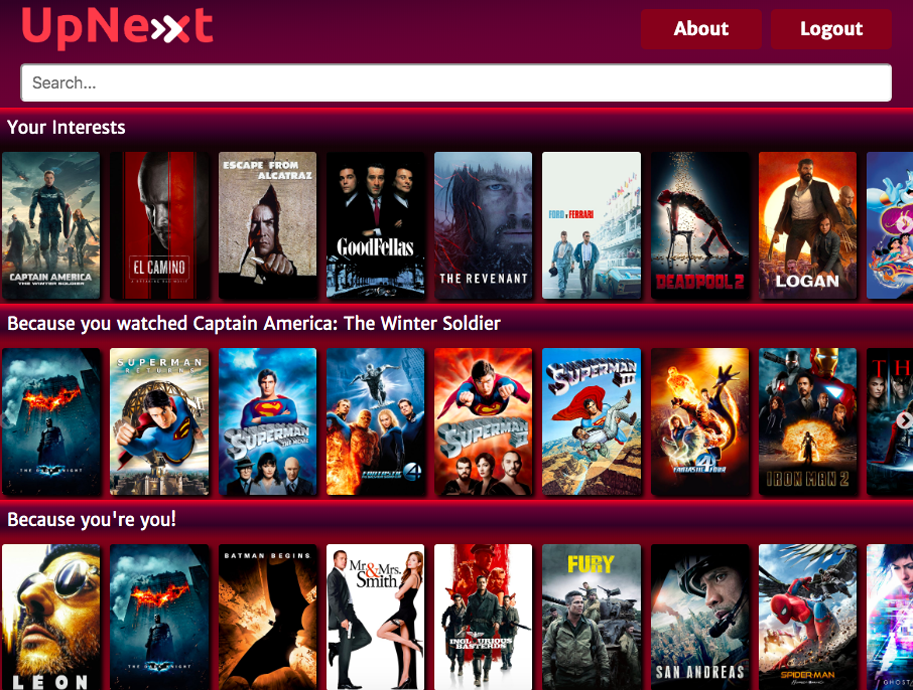 UpNext
About
Logout
Search...
Your Interests
CAPTAIN AMERICA
THE WINTER SOLDIER
EL CAMINO
ESCAPE FROM
ALCATRAZ
GOODFELLAS
THE REVENANT
FORD v FERRARI
DEADPOOL 2
LOGAN
Because you watched Captain America: The Winter Soldier
THE DARK KNIGHT
SUPERMAN
RETURNS
SUPERMAN
THE MOVIE
FANTASTIC 4
SUPERMAN
II
SUPERMAN
III
FANTASTIC FOUR
IRON MAN 2
TH
Because you're you!
LEON
THE DARK KNIGHT
BATMAN BEGINS
Mr.&Mrs.
Smith
INGLOURIOUS
BASTERDS
FURY
SAN ANDREAS
SPIDER-MAN
GHOST